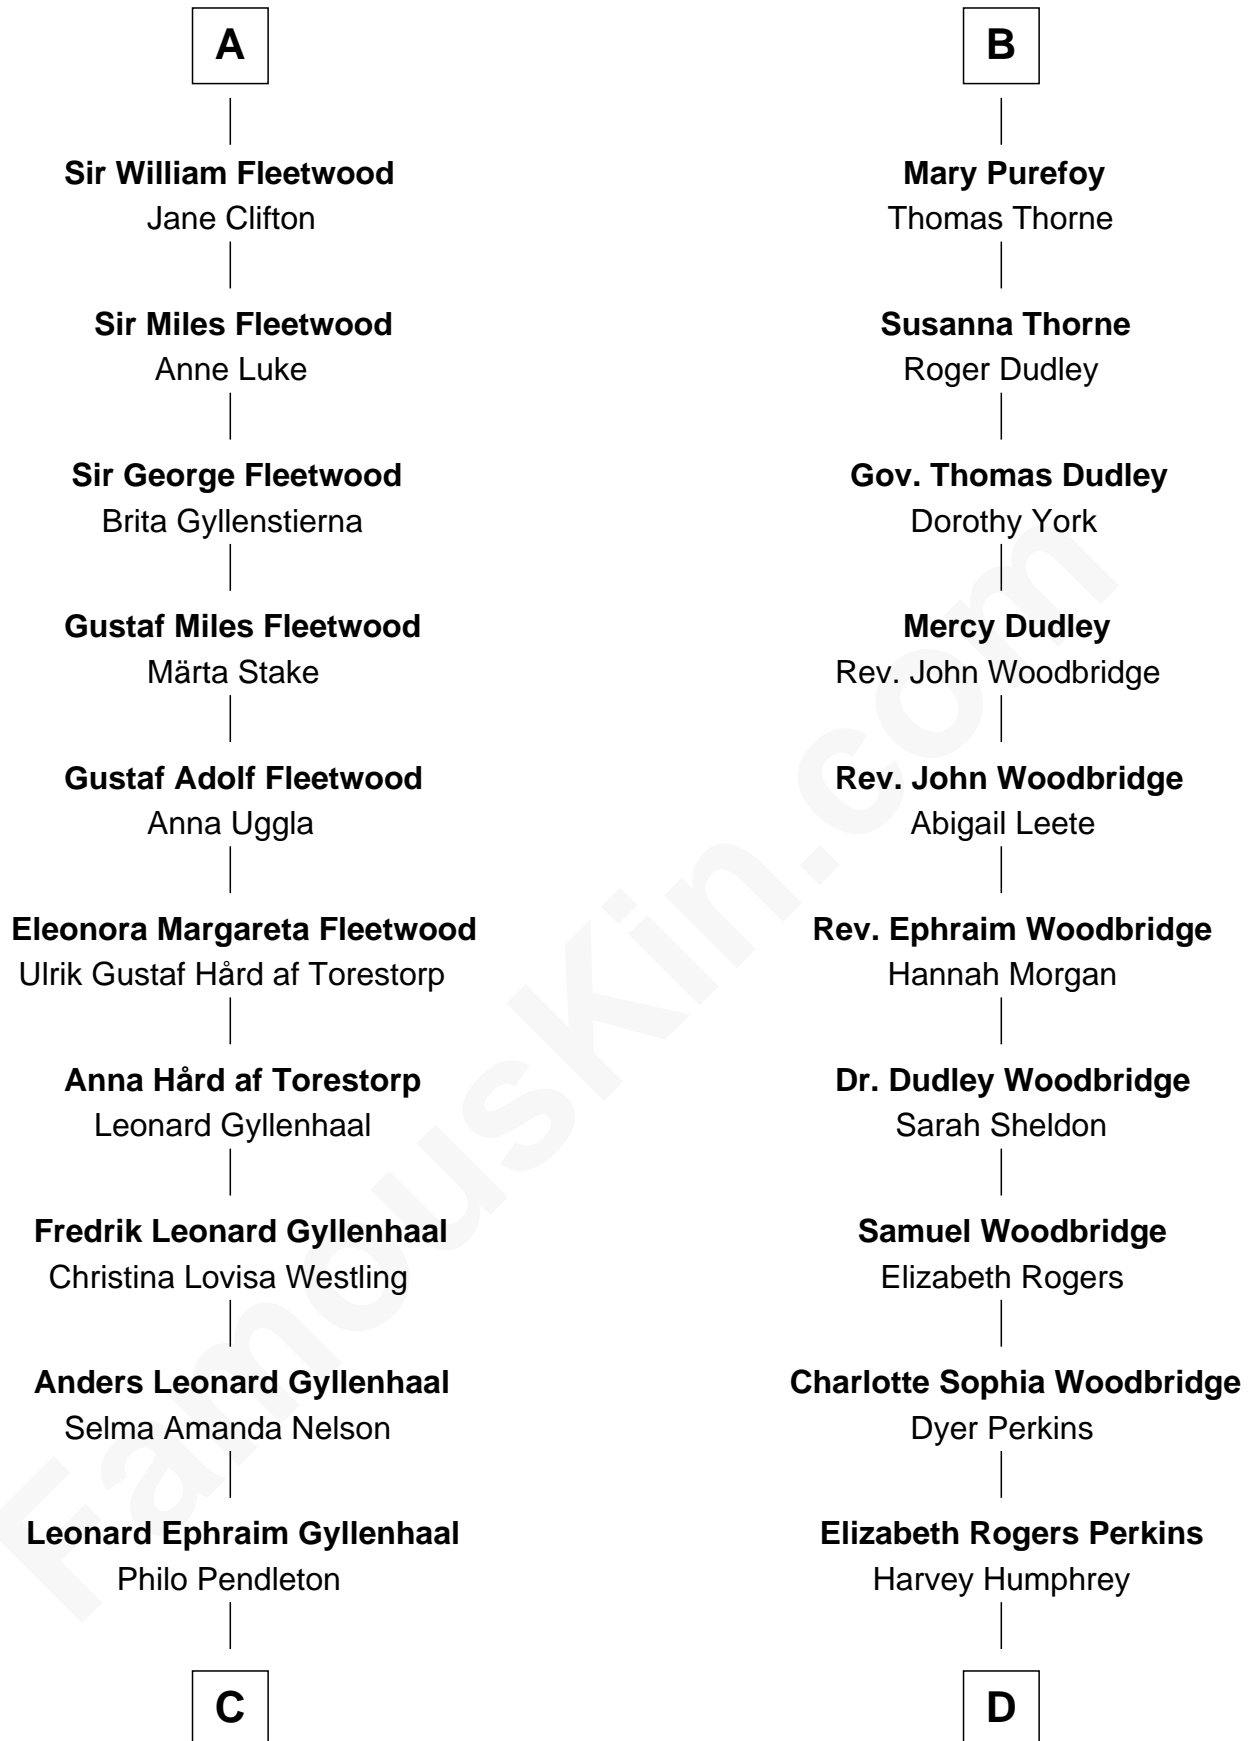 A
Sir William Fleetwood
Jane Clifton
Sir Miles Fleetwood
Anne Luke
Sir George Fleetwood
Brita Gyllenstierna
Gustaf Miles Fleetwood
Märta Stake
Gustaf Adolf Fleetwood
Anna Uggla
Eleonora Margareta Fleetwood
Ulrik Gustaf Hård af Torestorp
Anna Hård af Torestorp
Leonard Gyllenhaal
Fredrik Leonard Gyllenhaal
Christina Lovisa Westling
Anders Leonard Gyllenhaal
Selma Amanda Nelson
Leonard Ephraim Gyllenhaal
Philo Pendleton
C
B
Mary Purefoy
Thomas Thorne
Susanna Thorne
Roger Dudley
Gov. Thomas Dudley
Dorothy York
Mercy Dudley
Rev. John Woodbridge
Rev. John Woodbridge
Abigail Leete
Rev. Ephraim Woodbridge
Hannah Morgan
Dr. Dudley Woodbridge
Sarah Sheldon
Samuel Woodbridge
Elizabeth Rogers
Charlotte Sophia Woodbridge
Dyer Perkins
Elizabeth Rogers Perkins
Harvey Humphrey
D
FamousKin.com